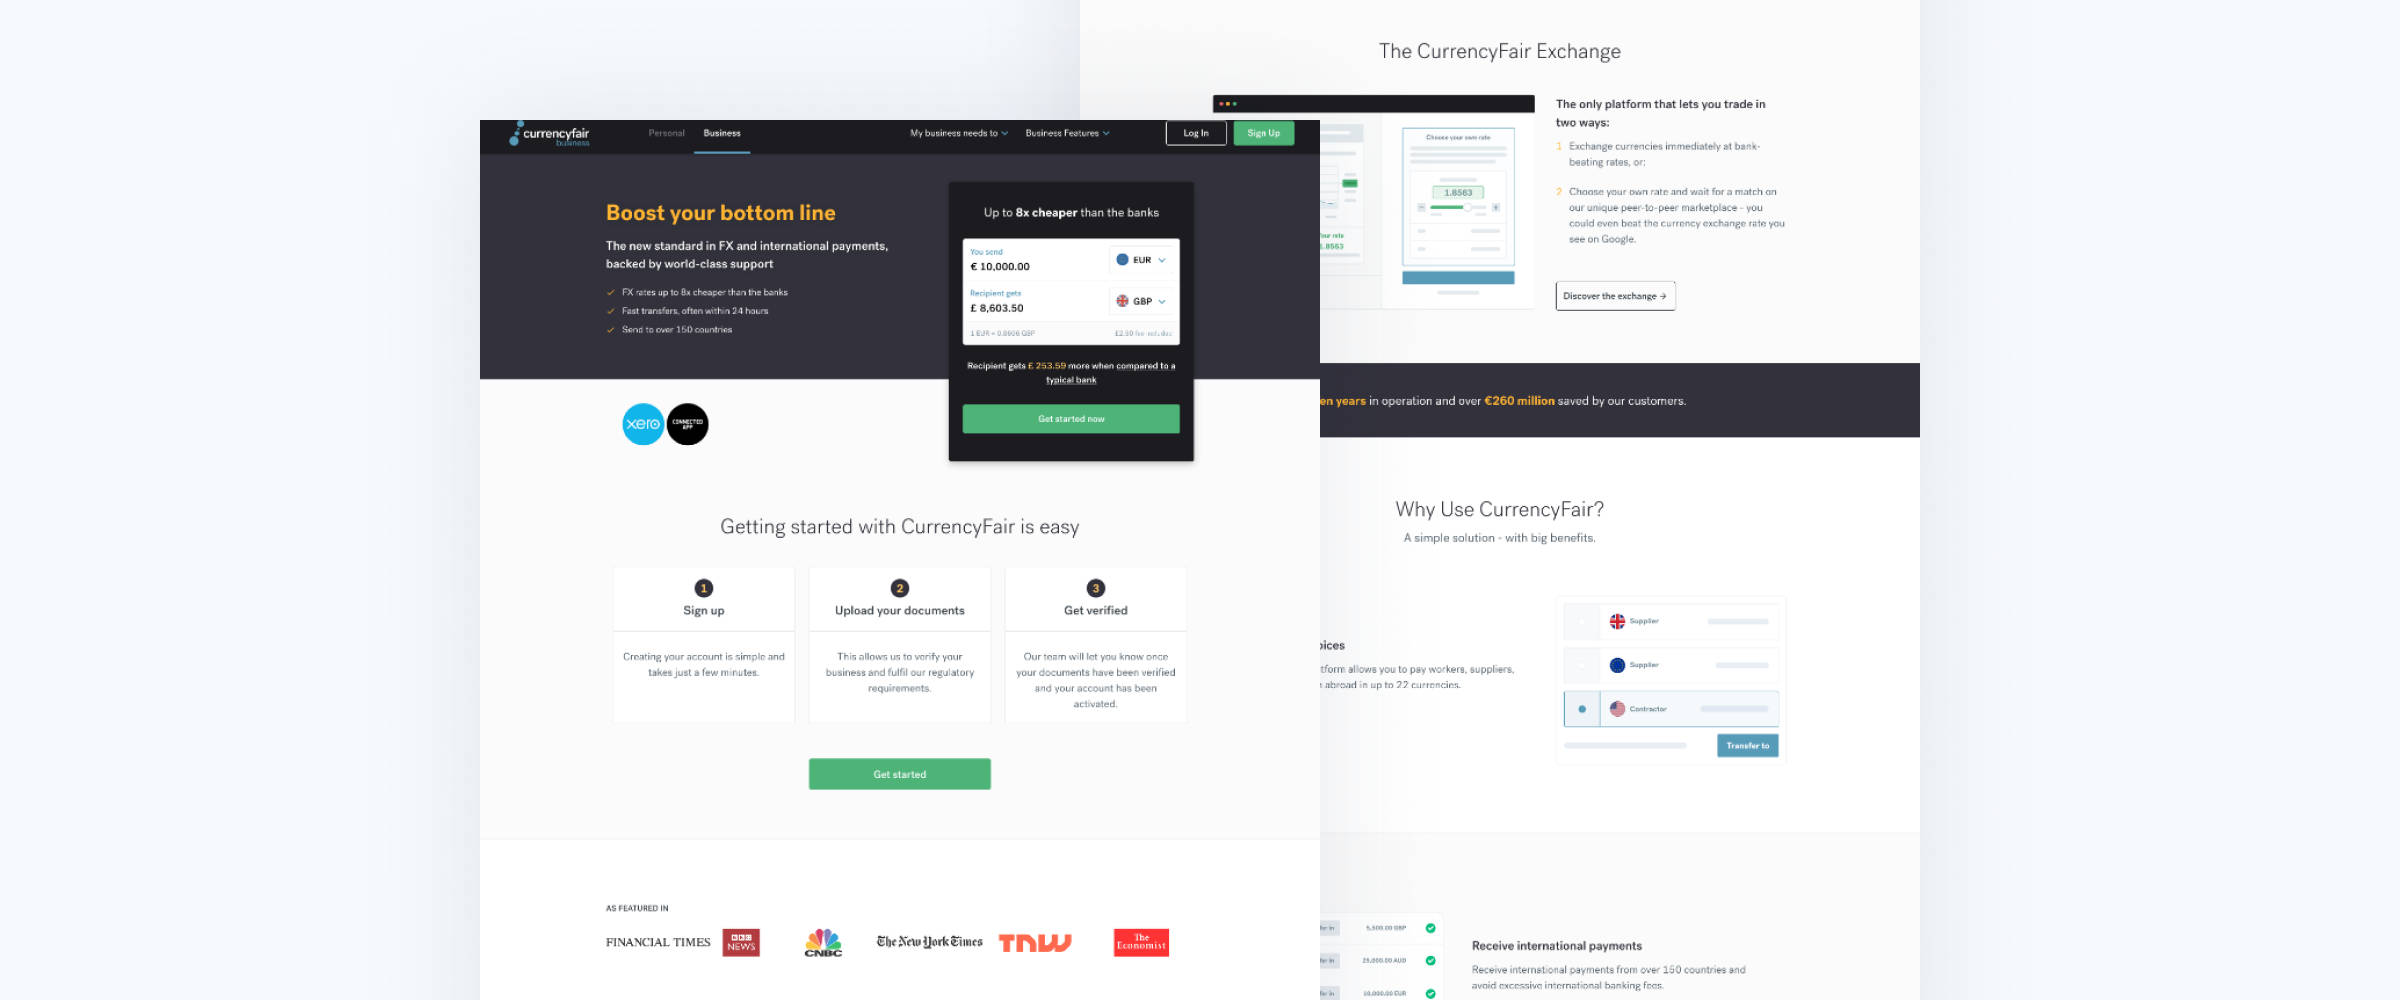 currencyfair
business
Personal
Business
My business needs to
Business Features
Log In
Sign Up
Boost your bottom line
The new standard in FX and international payments,
backed by world-class support
FX rates up to 8x cheaper than the banks
Fast transfers, often within 24 hours
Send to over 150 countries
Up to 8x cheaper than the banks
You send
€ 10,000.00
EUR
Recipient gets
£ 8,603.50
GBP
1 EUR = 0.8606 GBP
£2.50 fee incl. duc
Recipient gets £ 253.59 more when compared to a
typical bank
Get started now
xero
CONNECTED
APP
Getting started with CurrencyFair is easy
1
Sign up
Creating your account is simple and
takes just a few minutes.
2
Upload your documents
This allows us to verify your
business and fulfil our regulatory
requirements.
3
Get verified
Our team will let you know once
your documents have been verified
and your account has been
activated.
Get started
AS FEATURED IN
FINANCIAL TIMES
BBC
NEWS
CNBC
The New York Times
TNW
The
Economist
The CurrencyFair Exchange
Choose your own rate
1.8563
Your rate
1.8563
The only platform that lets you trade in
two ways:
1 Exchange currencies immediately at bank-
beating rates, or:
2 Choose your own rate and wait for a match on
our unique peer-to-peer marketplace - you
could even beat the currency exchange rate you
see on Google.
Discover the exchange →
en years in operation and over €260 million saved by our customers.
Why Use CurrencyFair?
A simple solution - with big benefits.
oices
tform allows you to pay workers, suppliers,
n abroad in up to 22 currencies.
Supplier
Supplier
Contractor
Transfer to
fer in 5,500.00 GBP
fer in 25,000.00 AUD
fer in 10,000.00 EUR
Receive international payments
Receive international payments from over 150 countries and
avoid excessive international banking fees.